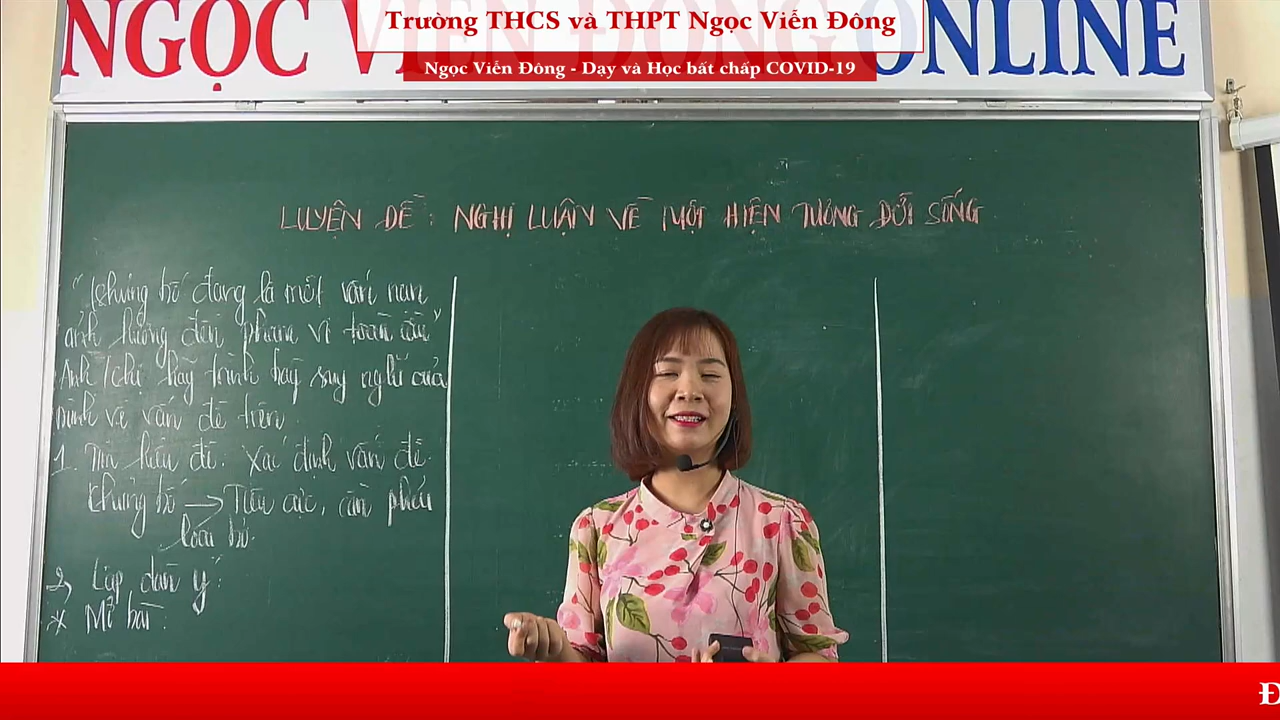 Trường THCS và THPT Ngọc Viễn Đông
NGỌC VIỄN ĐÔNG ONLINE
Ngọc Viễn Đông - Dạy và Học bất chấp COVID-19
LUYỆN ĐỀ : NGHỊ LUẬN VỀ MỘT HIỆN TƯỢNG ĐỜI SỐNG
"Khủng bố đang là một vấn nạn
ảnh hưởng đến phạm vi toàn cầu"
Anh/chị hãy trình bày suy nghĩ của
mình về vấn đề trên.
1. Tìm hiểu đề. Xác định vấn đề.
Khủng bố → Tiêu cực, cần phải
loại bỏ.
2, Lập dàn ý :
* Mở bài :
Đ